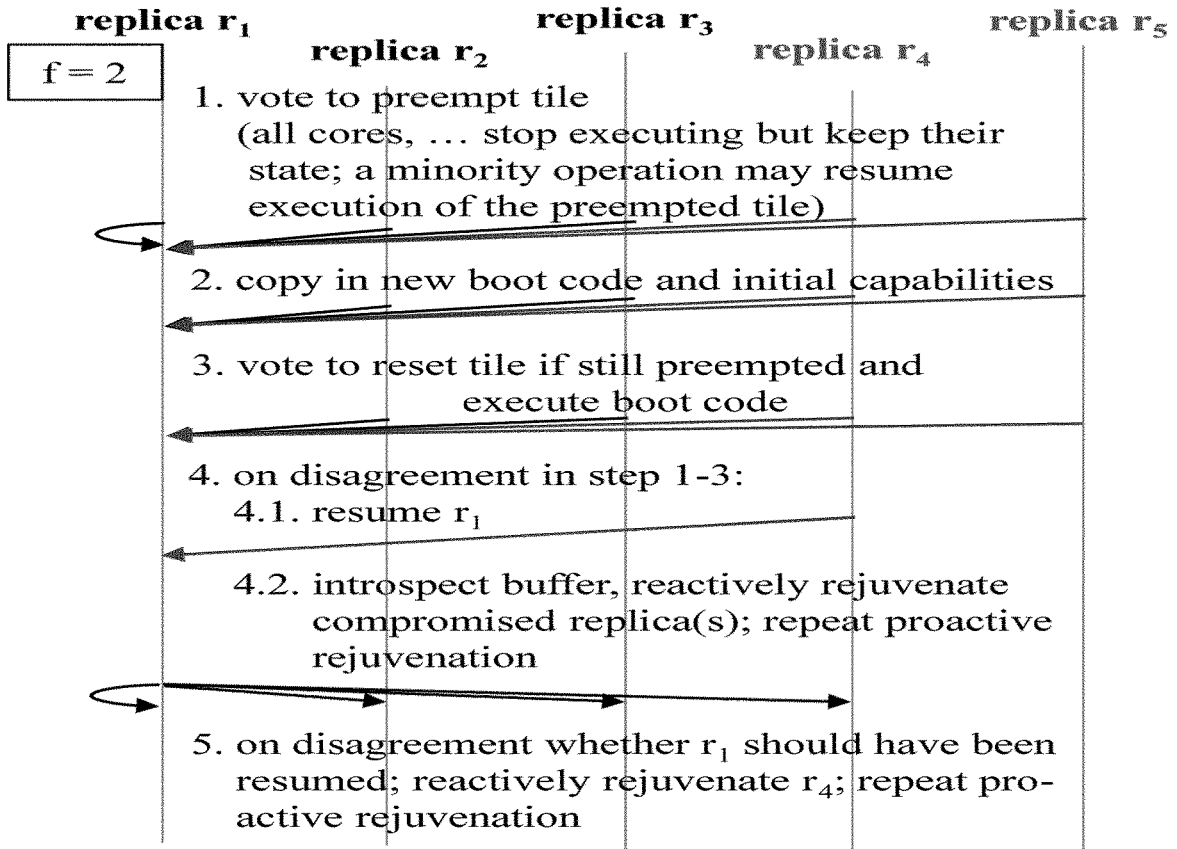 replica r₁
replica r₃
replica r₅
replica r₂
replica r₄
f = 2
1. vote to preempt tile
(all cores, … stop executing but keep their
state; a minority operation may resume
execution of the preempted tile)
2. copy in new boot code and initial capabilities
3. vote to reset tile if still preempted and
execute boot code
4. on disagreement in step 1-3:
4.1. resume r₁
4.2. introspect buffer, reactively rejuvenate
compromised replica(s); repeat proactive
rejuvenation
5. on disagreement whether r₁ should have been
resumed; reactively rejuvenate r₄; repeat pro-
active rejuvenation